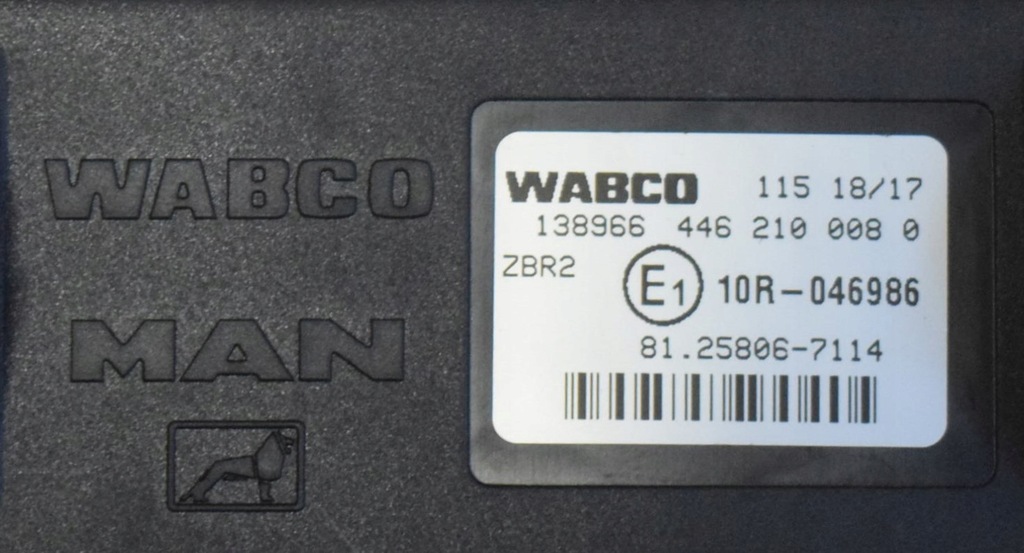 WABCO
MAN
WABCO 115 18/17
138966 446 210 008 0
ZBR2 E1 10R-046986
81.25806-7114